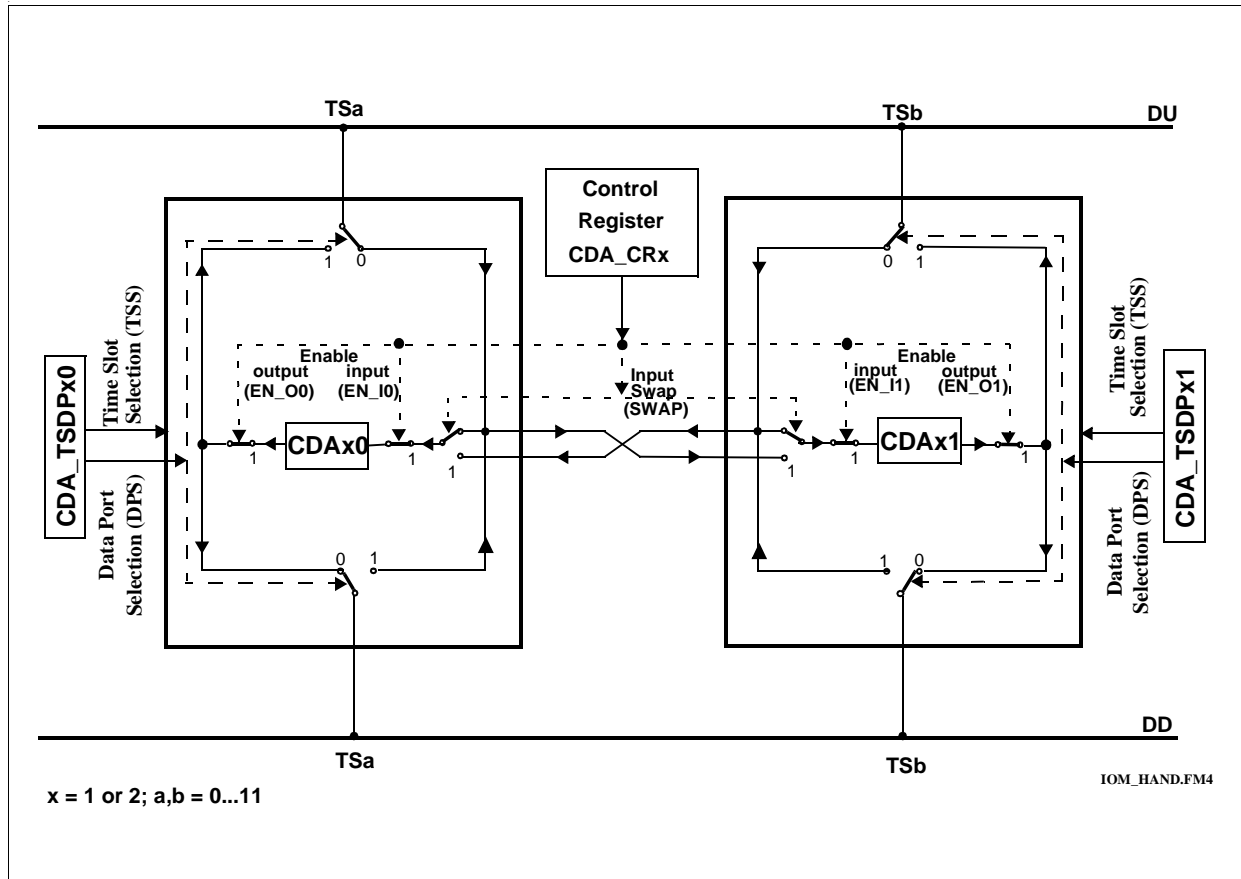 TSa
TSb
DU
Control
Register
CDA_CRx
1
0
0
1
Enable
output
(EN_O0)
input
(EN_I0)
Input
Swap
(SWAP)
Enable
input
(EN_I1)
output
(EN_O1)
CDA_TSDPx0
Time Slot
Selection (TSS)
Data Port
Selection (DPS)
1
CDAx0
1
1
1
1
CDAx1
1
Time Slot
Selection (TSS)
Data Port
Selection (DPS)
CDA_TSDPx1
0
1
1
0
DD
TSa
TSb
IOM_HAND.FM4
x = 1 or 2; a,b = 0...11